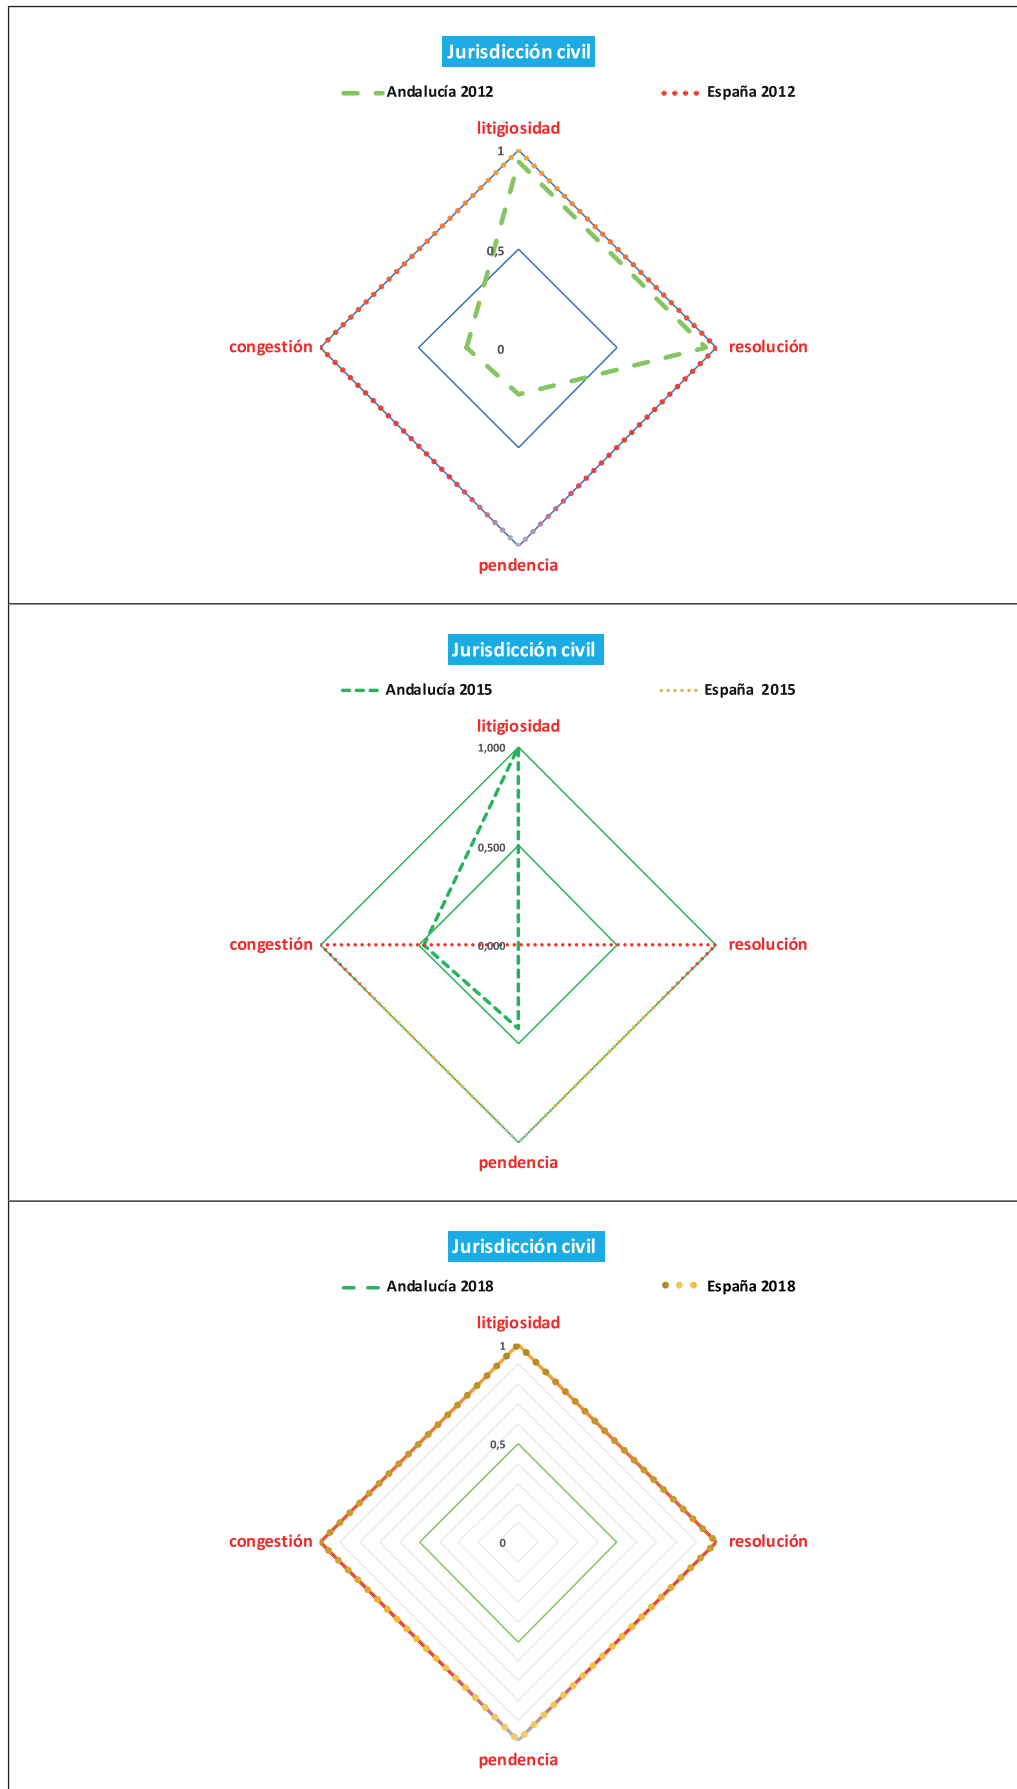 Jurisdicción civil
Andalucía 2012 España 2012
litigiosidad
1
0,5
congestión 0 resolución
pendencia
Jurisdicción civil
Andalucía 2015 España 2015
litigiosidad
1,000
0,500
congestión 0,000 resolución
pendencia
Jurisdicción civil
Andalucía 2018 España 2018
litigiosidad
1
0,5
congestión 0 resolución
pendencia